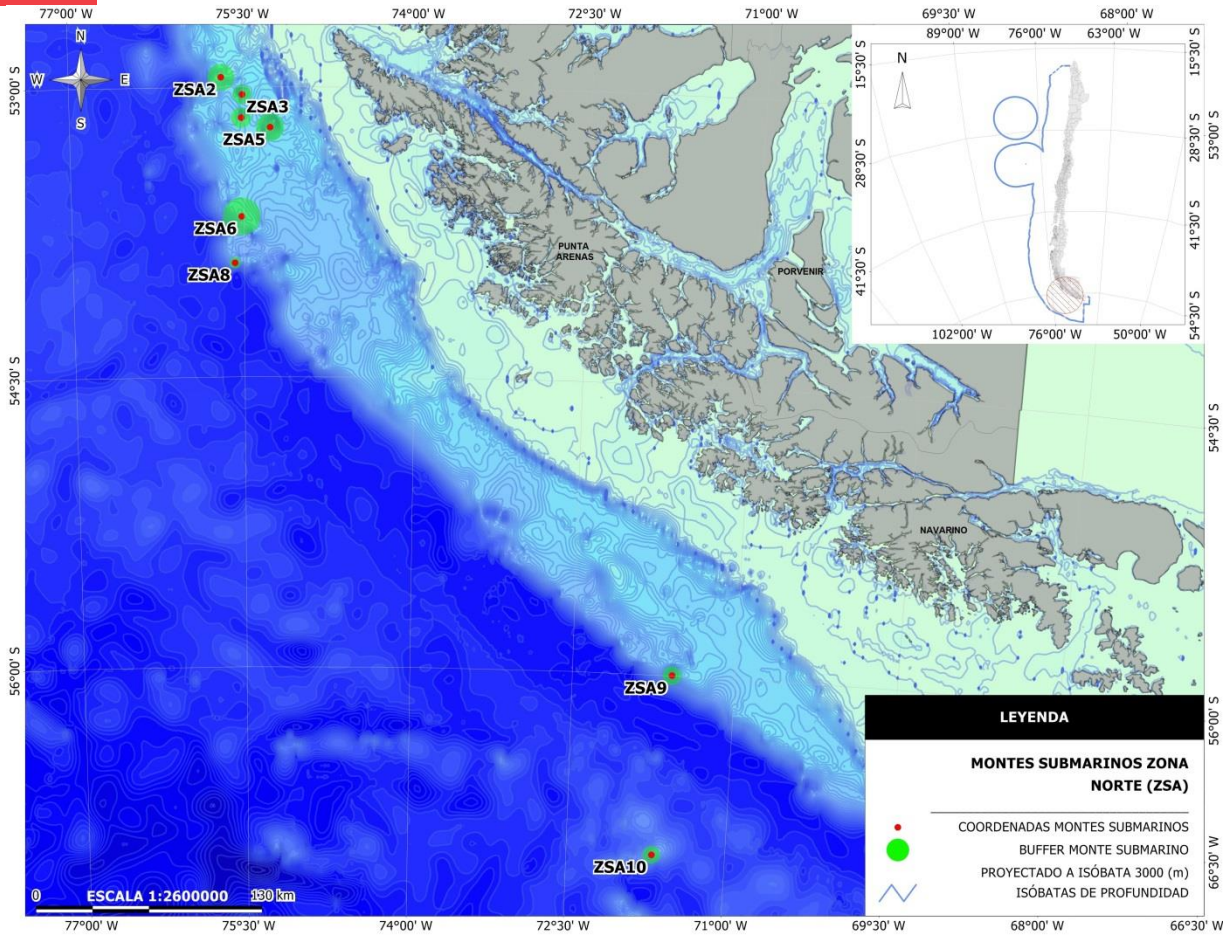 77°00' W 75°30' W 74°00' W 72°30' W 71°00' W 69°30' W 68°00' W
N
W E
S
53°00' S
54°30' S
56°00' S
ZSA2
ZSA3
ZSA5
ZSA6
ZSA8
ZSA9
ZSA10
PUNTA
ARENAS
PORVENIR
NAVARINO
89°00' W 76°00' W 63°00' W
N
15°30' S
28°30' S
41°30' S
15°30' S
28°30' S
41°30' S
54°30' S
102°00' W 76°00' W 50°00' W
53°00' S
54°30' S
56°00' S
66°30' W
LEYENDA
MONTES SUBMARINOS ZONA
NORTE (ZSA)
COORDENADAS MONTES SUBMARINOS
BUFFER MONTE SUBMARINO
PROYECTADO A ISÓBATA 3000 (m)
ISÓBATAS DE PROFUNDIDAD
0 ESCALA 1:2600000 130 km
77°00' W 75°30' W 74°00' W 72°30' W 71°00' W 69°30' W 68°00' W 66°30' W